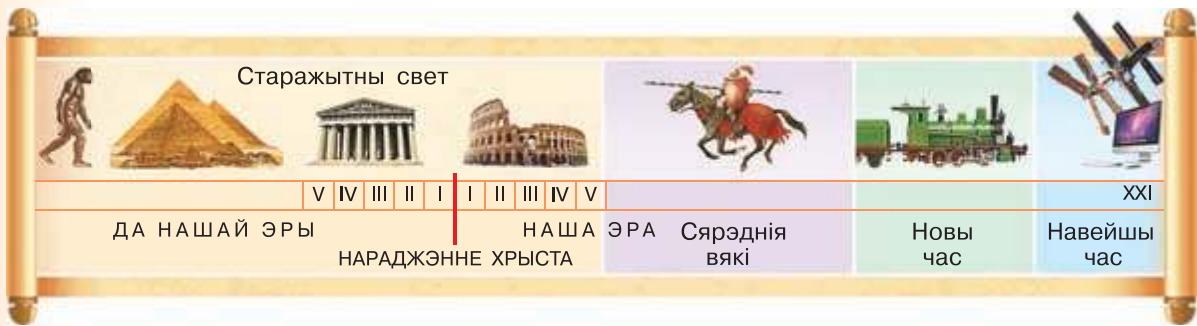 Старажытны свет
V IV III II I I II III IV V XXI
ДА НАШАЙ ЭРЫ
НАРАДЖЭННЕ ХРЫСТА
НАША ЭРА
Сярэднія
вякі
Новы
час
Навейшы
час